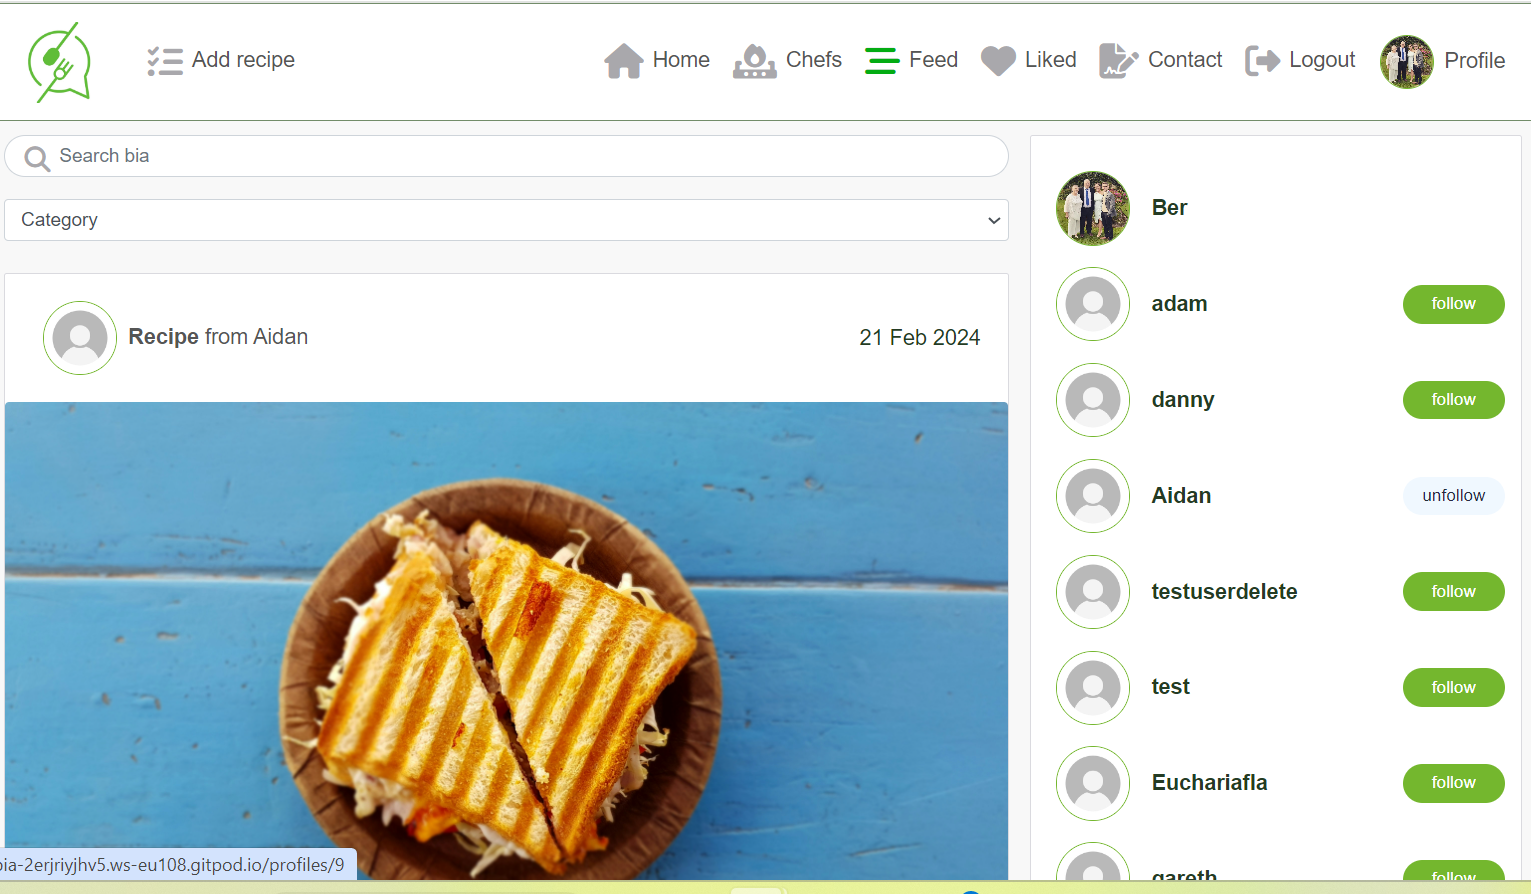 Add recipe
Home
Chefs
Feed
Liked
Contact
Logout
Profile
Search bia
Category
Recipe from Aidan
21 Feb 2024
Ber
adam
follow
danny
follow
Aidan
unfollow
testuserdelete
follow
test
follow
Euchariafla
follow
gareth
follow
bia-2erjriyjhv5.ws-eu108.gitpod.io/profiles/9